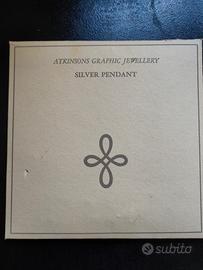 ATKINSONS GRAPHIC JEWELLERY
SILVER PENDANT
subito